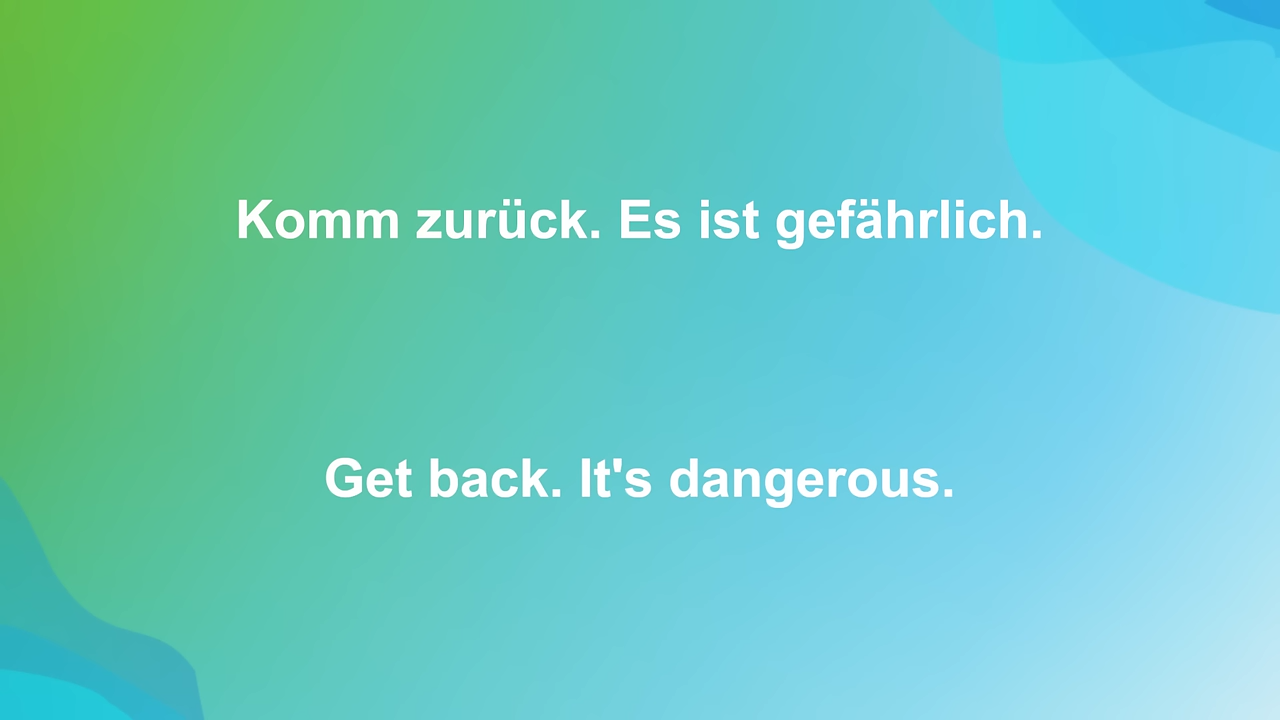 Komm zurück. Es ist gefährlich.
Get back. It's dangerous.